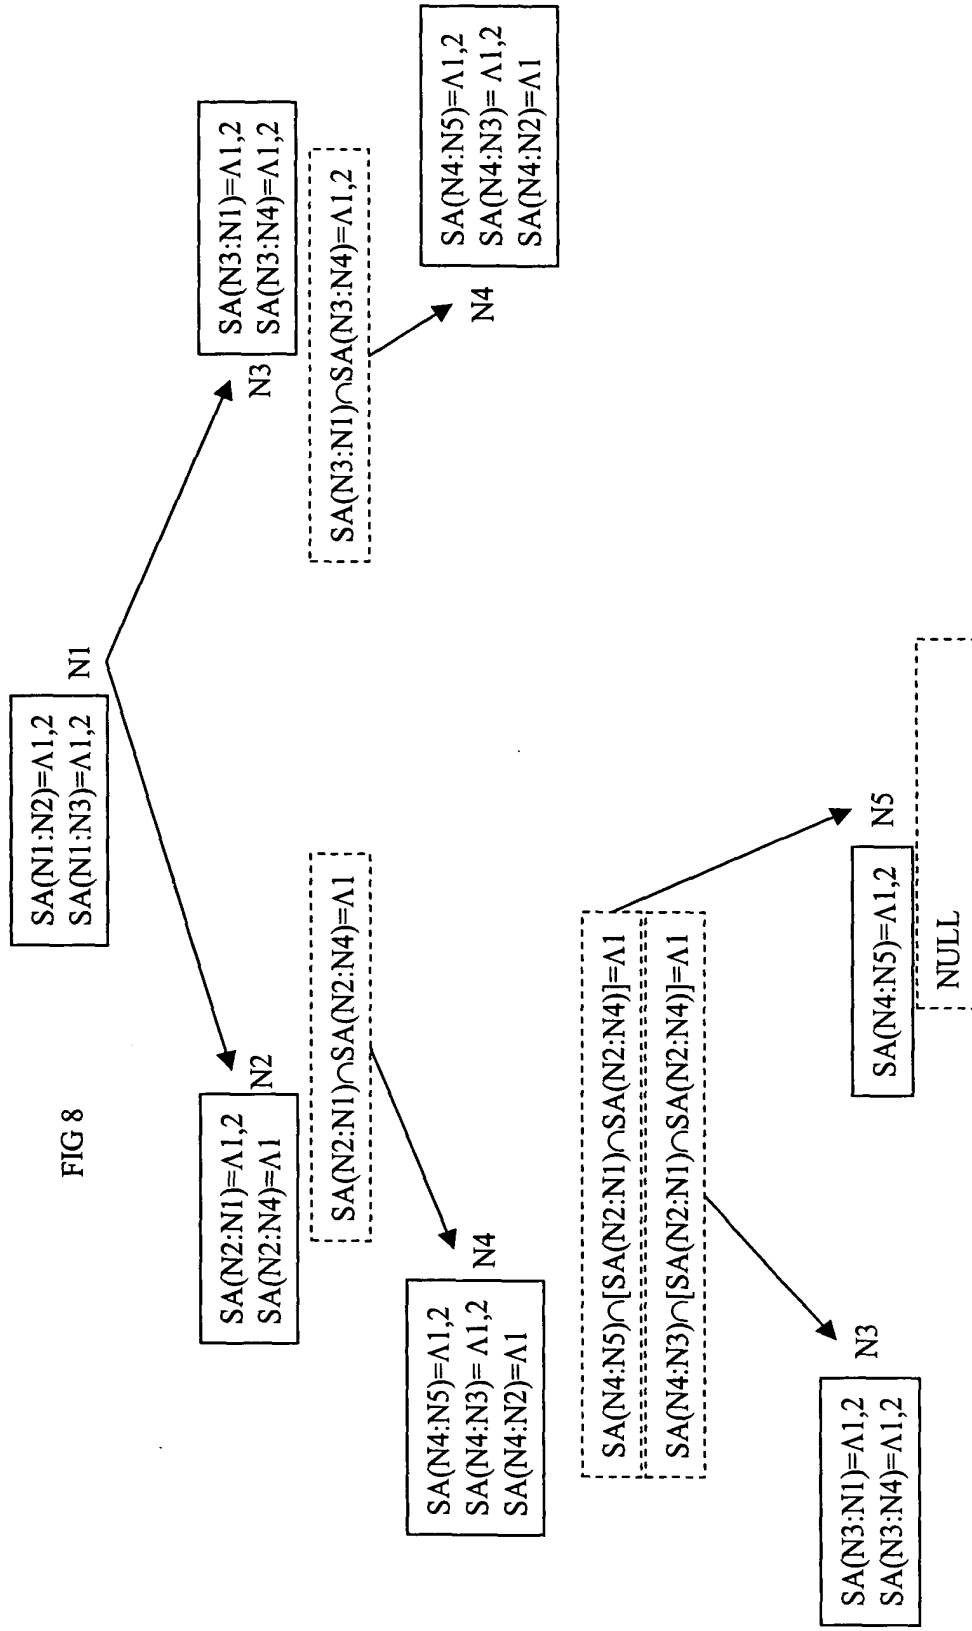 FIG 8
SA(N1:N2)=Λ1,2
SA(N1:N3)=Λ1,2
N1
SA(N2:N1)=Λ1,2
SA(N2:N4)=Λ1
N2
SA(N2:N1)∩SA(N2:N4)=Λ1
N3
SA(N3:N1)=Λ1,2
SA(N3:N4)=Λ1,2
SA(N3:N1)∩SA(N3:N4)=Λ1,2
SA(N4:N5)=Λ1,2
SA(N4:N3)= Λ1,2
SA(N4:N2)=Λ1
N4
N4
SA(N4:N5)=Λ1,2
SA(N4:N3)= Λ1,2
SA(N4:N2)=Λ1
SA(N4:N5)∩[SA(N2:N1)∩SA(N2:N4)]=Λ1
SA(N4:N3)∩[SA(N2:N1)∩SA(N2:N4)]=Λ1
SA(N3:N1)=Λ1,2
SA(N3:N4)=Λ1,2
N3
SA(N4:N5)=Λ1,2
N5
NULL